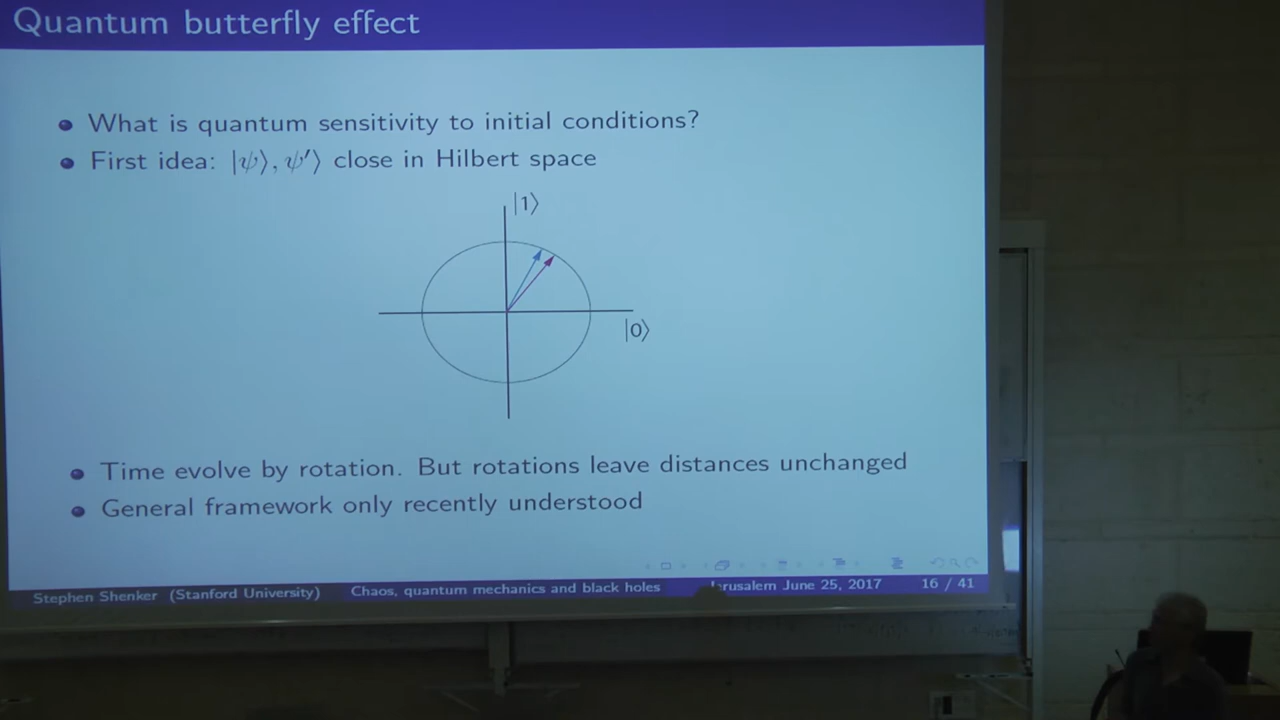 Quantum butterfly effect
What is quantum sensitivity to initial conditions?
First idea: |ψ⟩, ψ′⟩ close in Hilbert space
|1⟩
|0⟩
Time evolve by rotation. But rotations leave distances unchanged
General framework only recently understood
Stephen Shenker (Stanford University) Chaos, quantum mechanics and black holes Jerusalem June 25, 2017 16 / 41